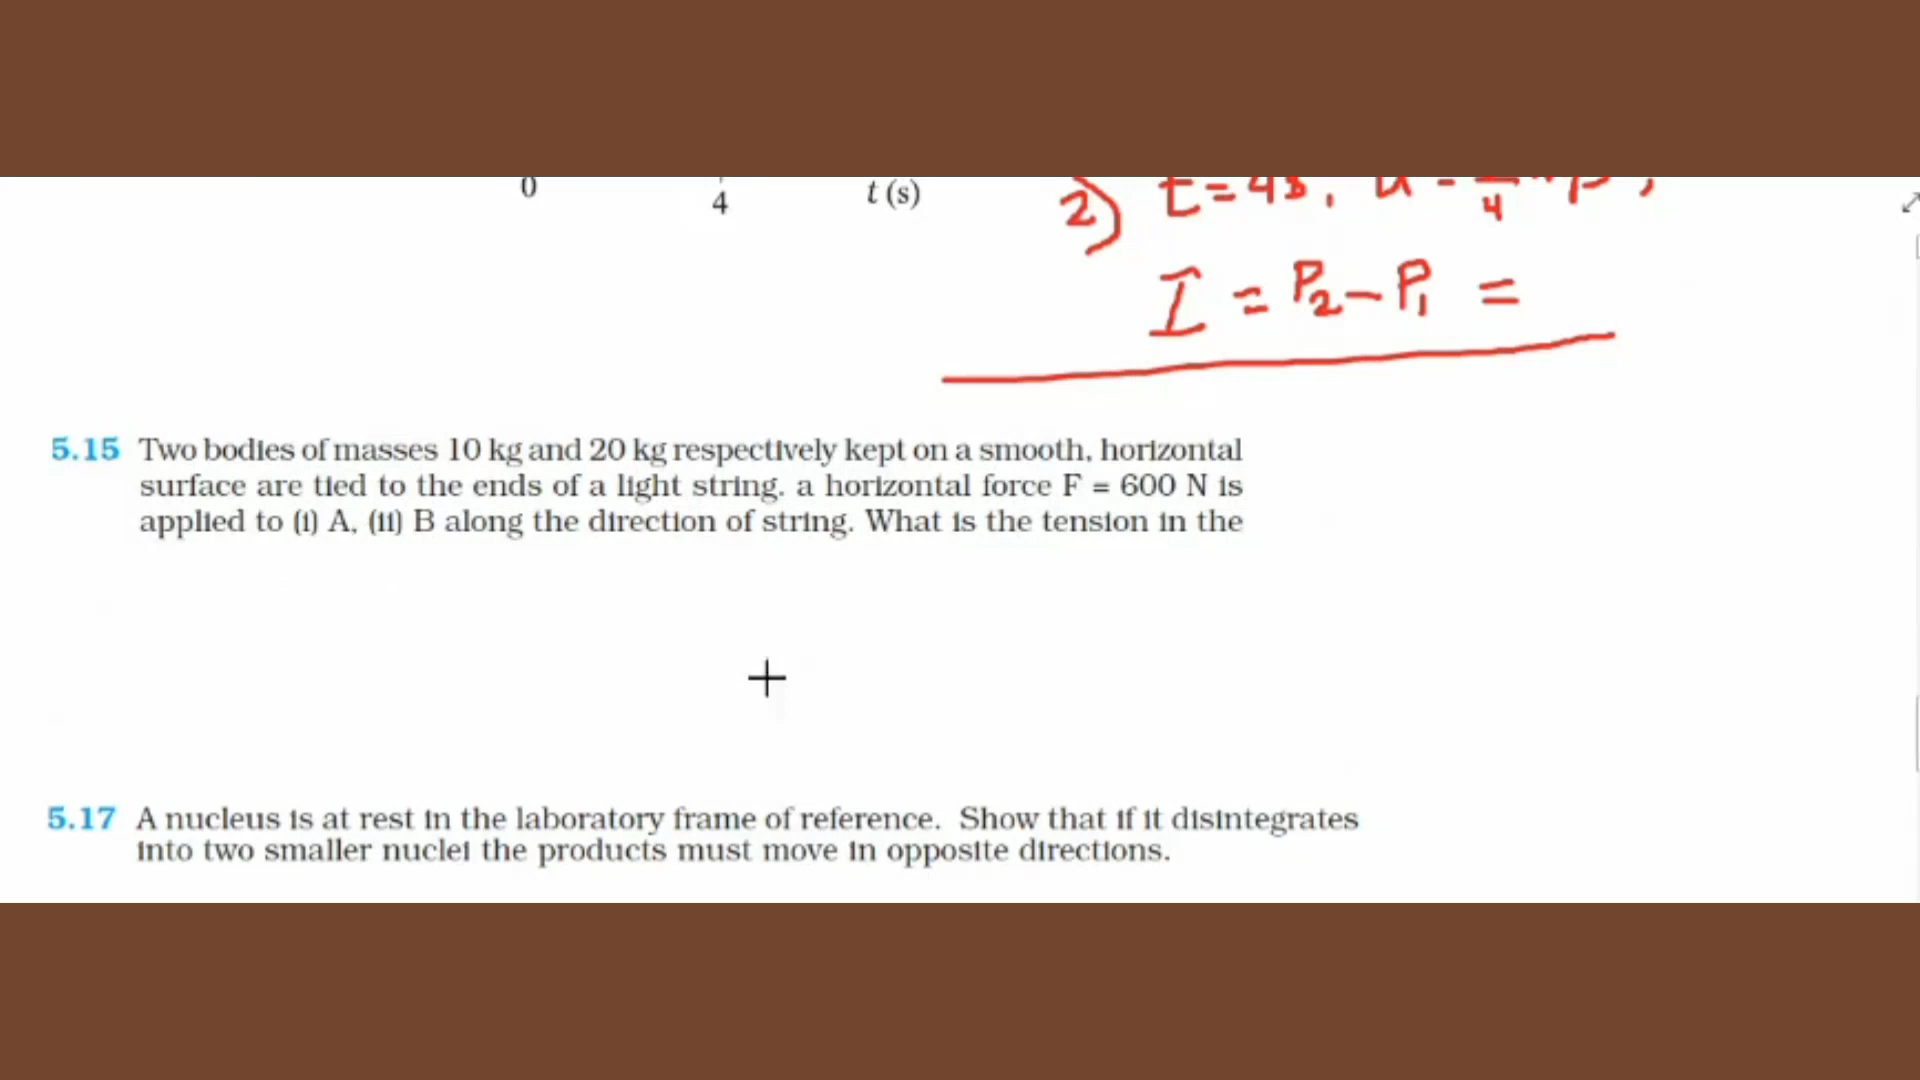 0
4
t (s)
2) t = 4s,
4
I = P2 - P1 =
5.15 Two bodies of masses 10 kg and 20 kg respectively kept on a smooth, horizontal
surface are tied to the ends of a light string. a horizontal force F = 600 N is
applied to (i) A, (ii) B along the direction of string. What is the tension in the
5.17 A nucleus is at rest in the laboratory frame of reference. Show that if it disintegrates
into two smaller nuclei the products must move in opposite directions.